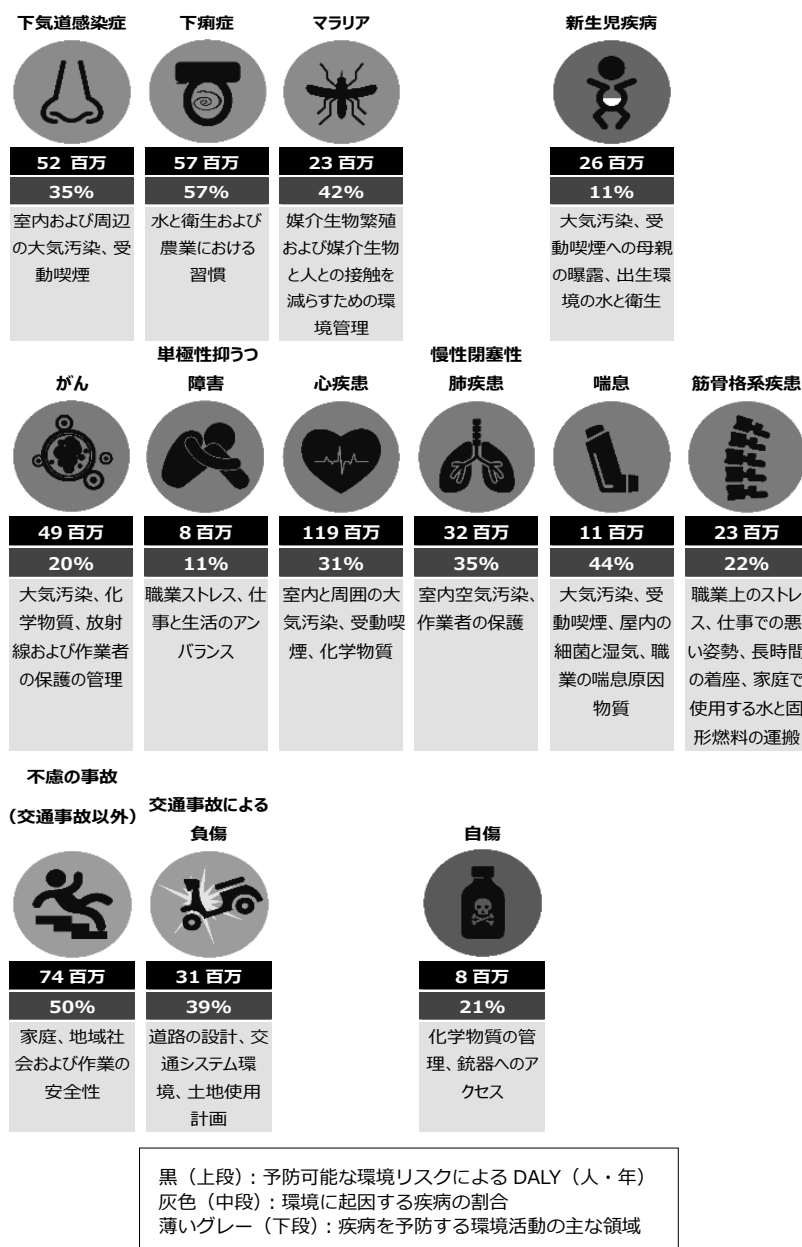 下気道感染症
52 百万
35%
室内および周辺
の大気汚染、受
動喫煙
下痢症
57 百万
57%
水と衛生および
農業における
習慣
マラリア
23 百万
42%
媒介生物繁殖
および媒介生物
と人との接触を
減らすための環
境管理
新生児疾病
26 百万
11%
大気汚染、受
動喫煙への母親
の曝露、出生環
境の水と衛生
がん
49 百万
20%
大気汚染、化
学物質、放射
線および作業者
の保護の管理
単極性抑うつ
障害
8 百万
11%
職業ストレス、仕
事と生活のアン
バランス
心疾患
119 百万
31%
室内と周囲の大
気汚染、受動喫
煙、化学物質
慢性閉塞性
肺疾患
32 百万
35%
室内空気汚染、
作業者の保護
喘息
11 百万
44%
大気汚染、受
動喫煙、屋内の
細菌と湿気、職
業の喘息原因
物質
筋骨格系疾患
23 百万
22%
職業上のストレ
ス、仕事での悪
い姿勢、長時間
の着座、家庭で
使用する水と固
形燃料の運搬
不慮の事故
（交通事故以外）
74 百万
50%
家庭、地域社
会および作業の
安全性
交通事故による
負傷
31 百万
39%
道路の設計、交
通システム環
境、土地使用
計画
自傷
8 百万
21%
化学物質の管
理、銃器へのア
クセス
黒（上段）: 予防可能な環境リスクによる DALY（人・年）
灰色（中段）: 環境に起因する疾病の割合
薄いグレー（下段）: 疾病を予防する環境活動の主な領域